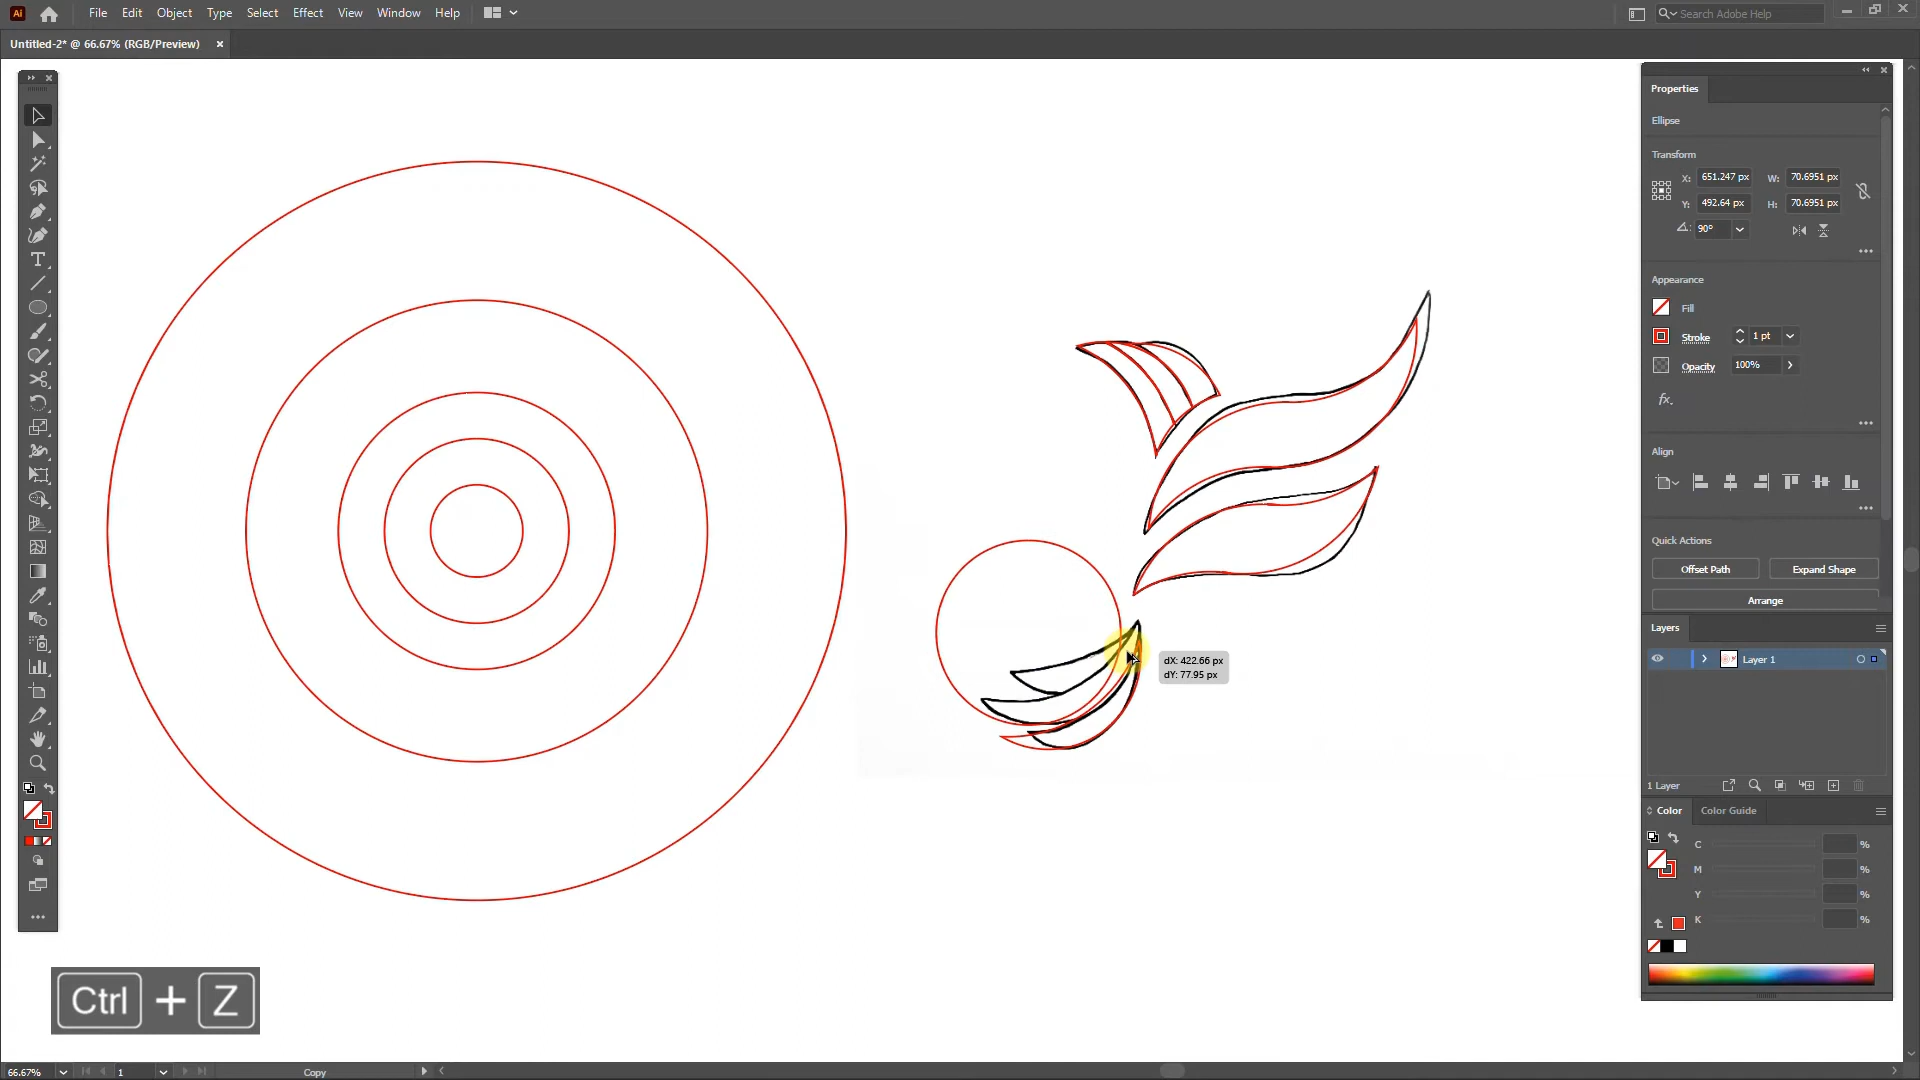 Ai File Edit Object Type Select Effect View Window Help Search Adobe Help
Untitled-2* @ 66.67% (RGB/Preview)
Properties
Ellipse
Transform
X: 651.247 px W: 70.6951 px
Y: 492.64 px H: 70.6951 px
90°
Appearance
Fill
Stroke 1 pt
Opacity 100%
fx.
Align
Quick Actions
Offset Path Expand Shape
Arrange
Layers
Layer 1
1 Layer
Color Color Guide
C %
M %
Y %
K %
dX: 422.66 px
dY: 77.95 px
Ctrl + Z
66.67% 1 Copy